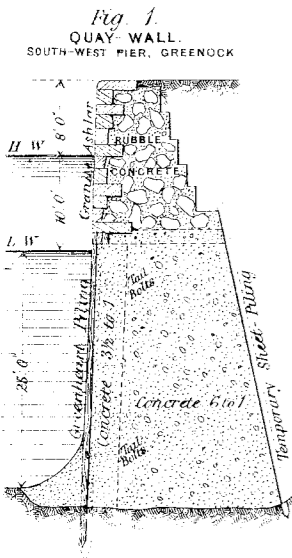 Fig. 1.
QUAY-WALL.
SOUTH-WEST PIER, GREENOCK
8' 0"
H W
Granite Ashlar
RUBBLE
CONCRETE
10' 0"
L W
Tail
Bolts
25' 0"
Greenheart Piling
Concrete 3½ to 1
Concrete 6 to 1
Tail
Bolts
Temporary Sheet-Piling